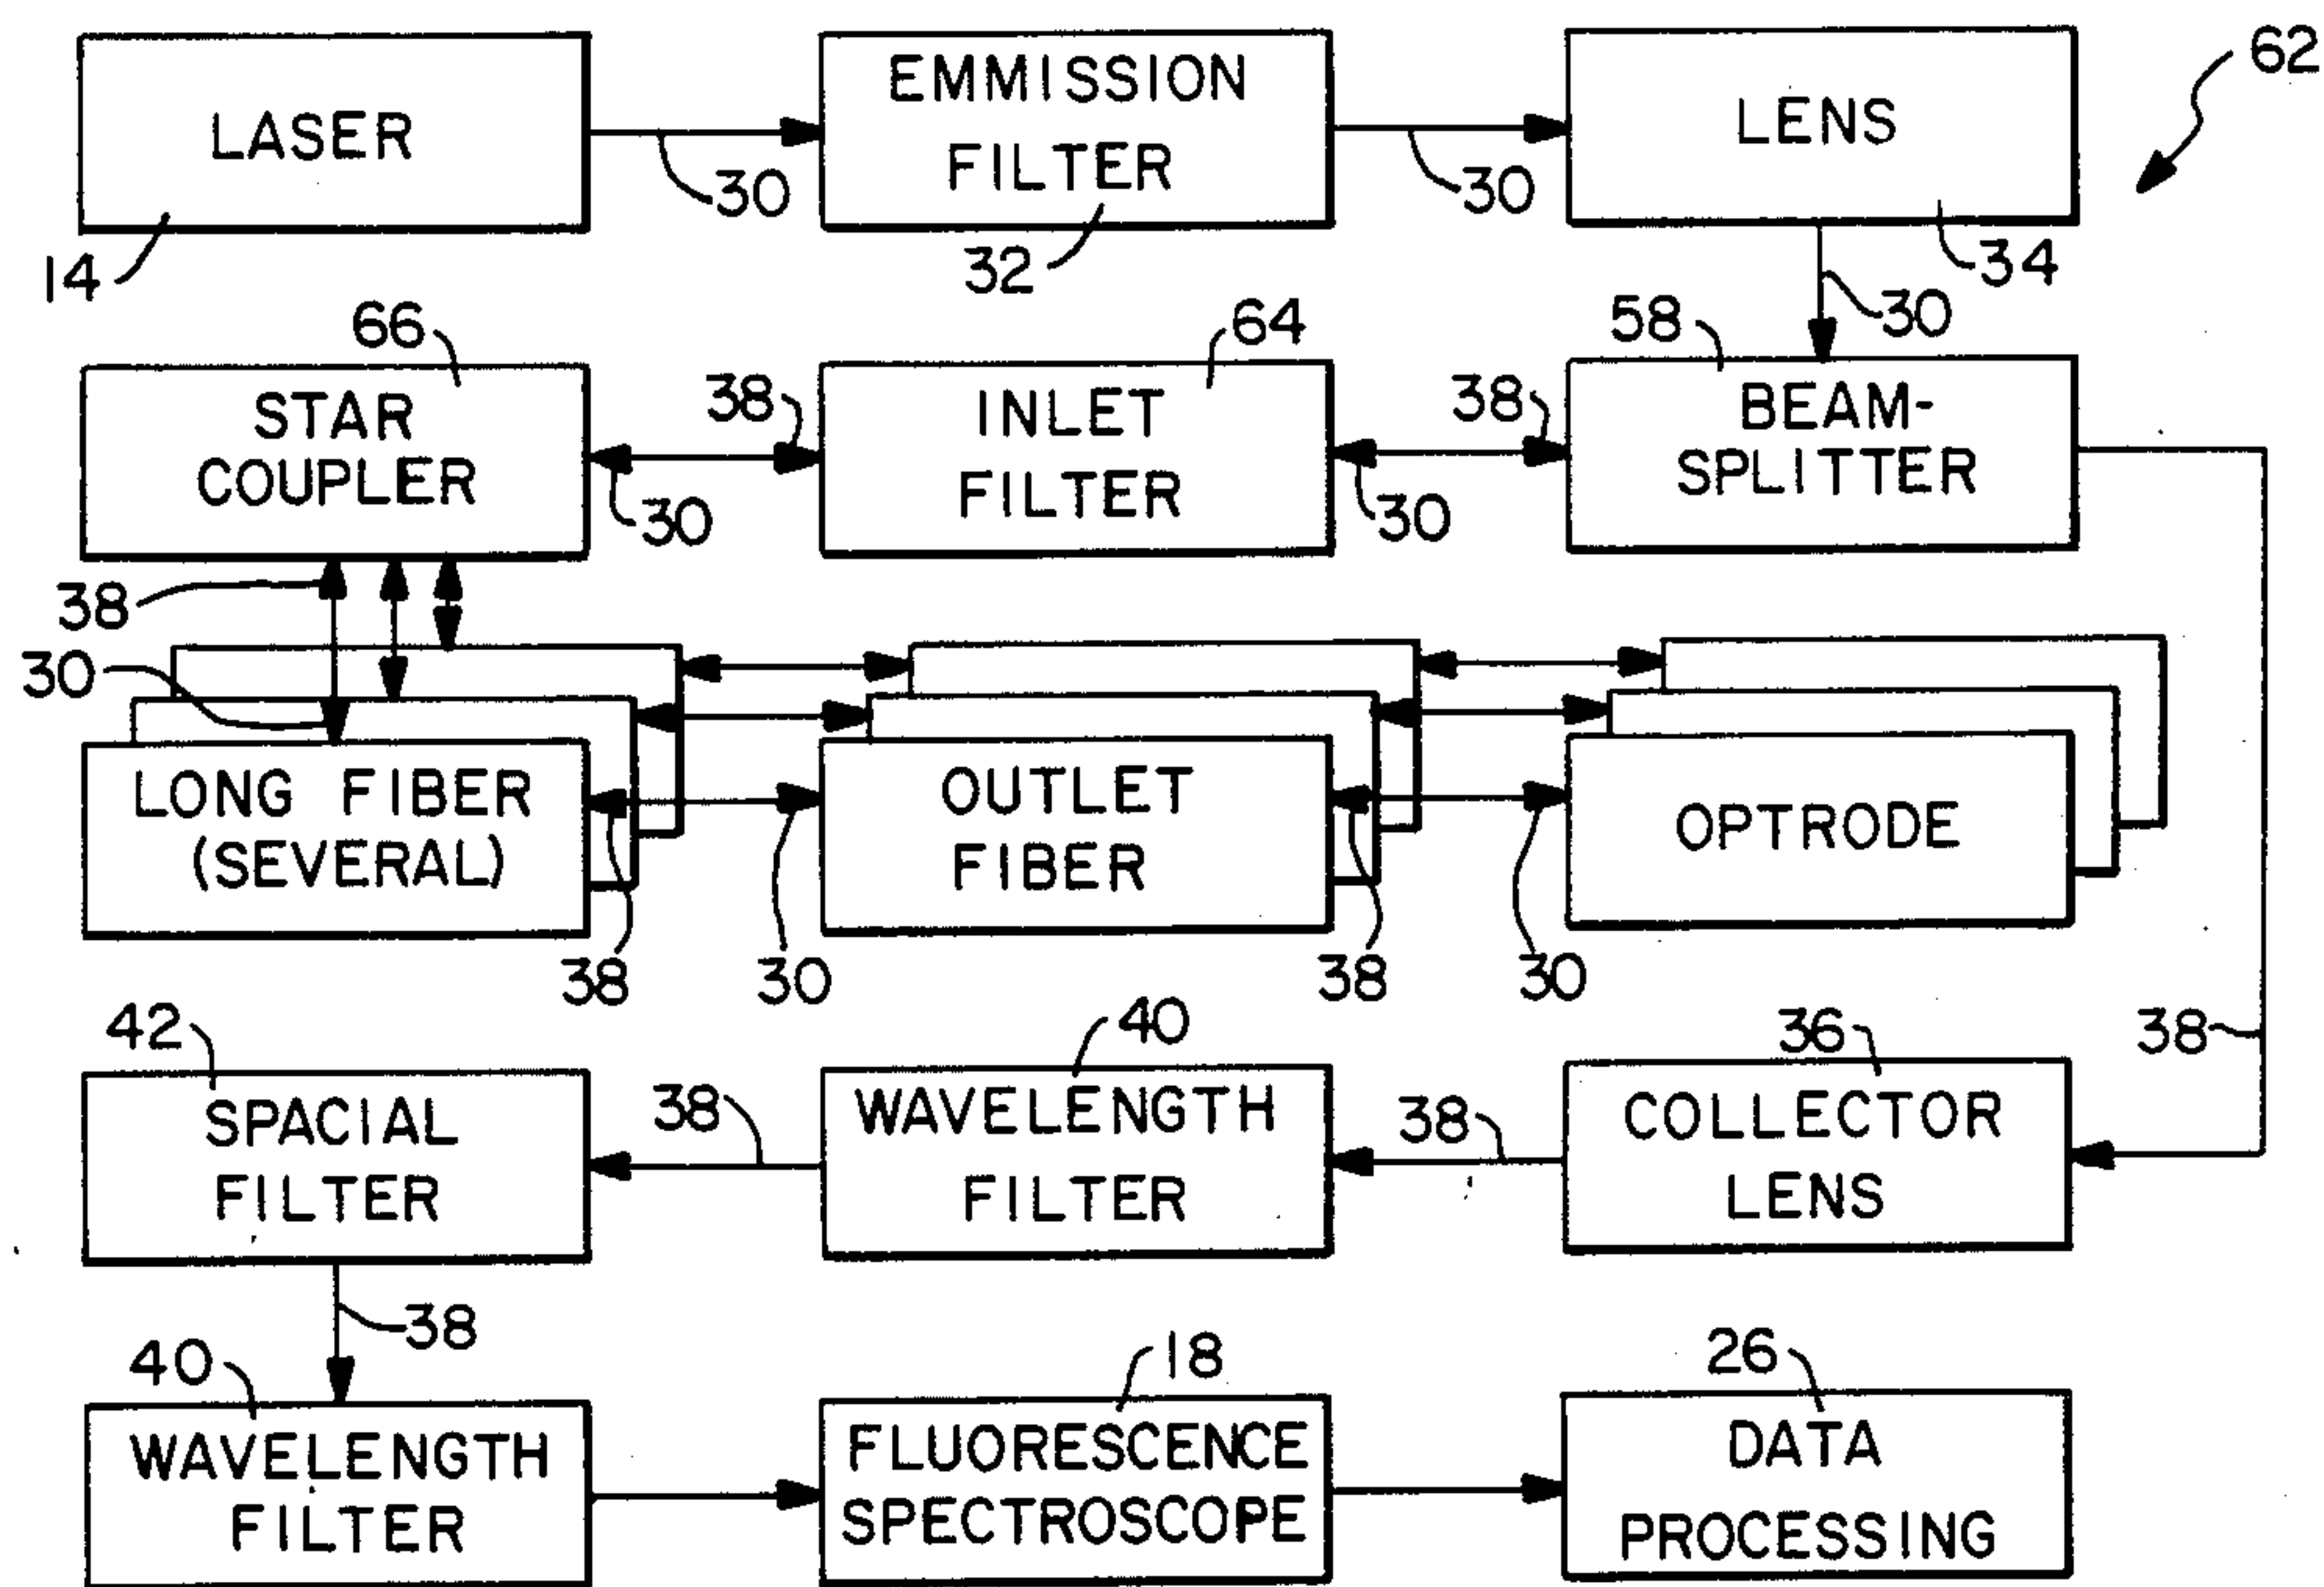 LASER
EMMISSION
FILTER
LENS
62
30
30
14
32
34
30
66
64
58
STAR
COUPLER
38
INLET
FILTER
38
BEAM-
SPLITTER
30
30
38
30
LONG FIBER
(SEVERAL)
OUTLET
FIBER
OPTRODE
38
30
38
30
42
40
36
38
SPACIAL
FILTER
38
WAVELENGTH
FILTER
38
COLLECTOR
LENS
38
40
18
26
WAVELENGTH
FILTER
FLUORESCENCE
SPECTROSCOPE
DATA
PROCESSING